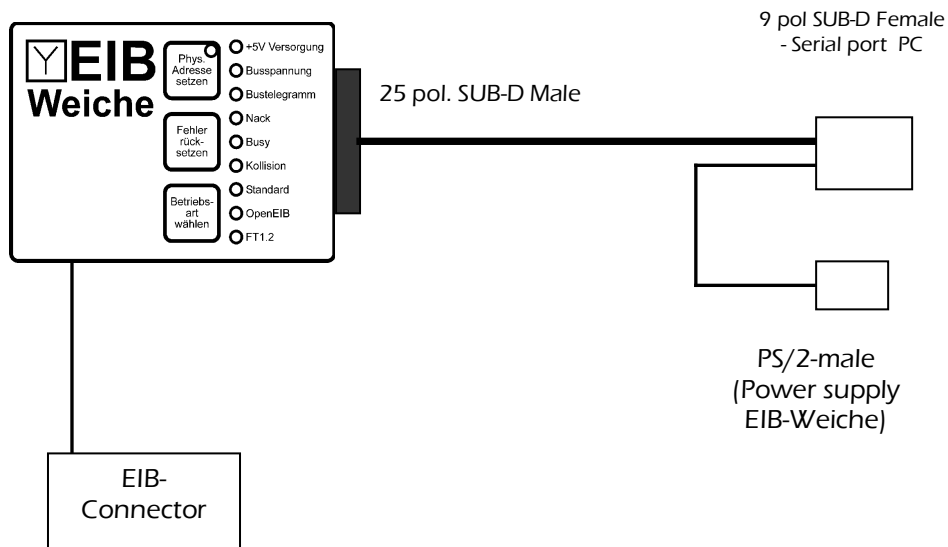 9 pol SUB-D Female
- Serial port PC
EIB
Weiche
Phys.
Adresse
setzen
Fehler
rück-
setzen
Betriebs-
art
wählen
+5V Versorgung
Busspannung
Bustelegramm
Nack
Busy
Kollision
Standard
OpenEIB
FT1.2
25 pol. SUB-D Male
PS/2-male
(Power supply
EIB-Weiche)
EIB-
Connector